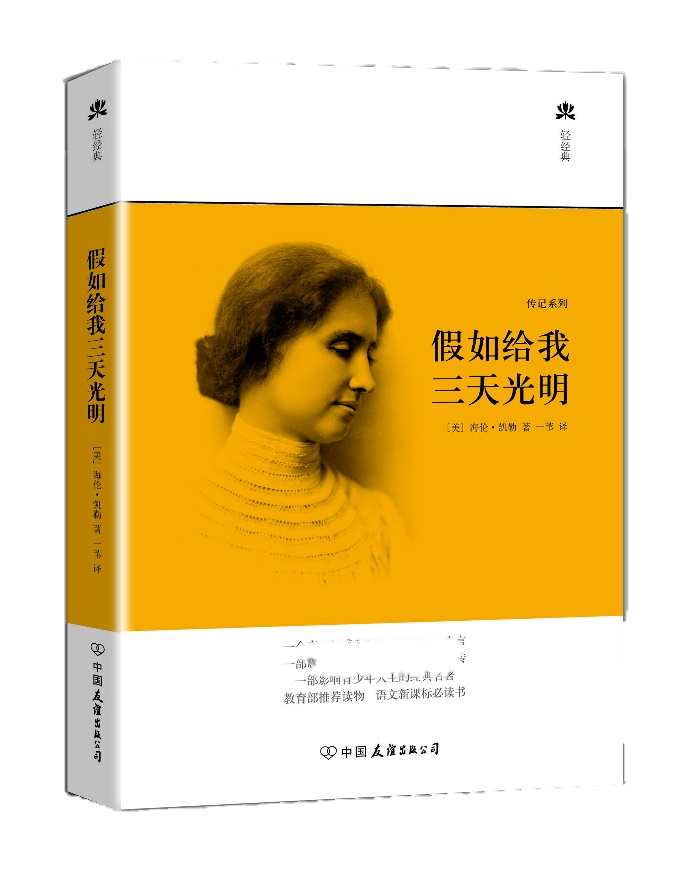 轻经典
假如给我三天光明
[美] 海伦·凯勒 著 一苇 译
中国友谊出版公司
轻经典
传记系列
假如给我
三天光明
[美] 海伦·凯勒 著 一苇 译
一部
一部影响青少年人生的经典名著
教育部推荐读物 语文新课标必读书
中国友谊出版公司